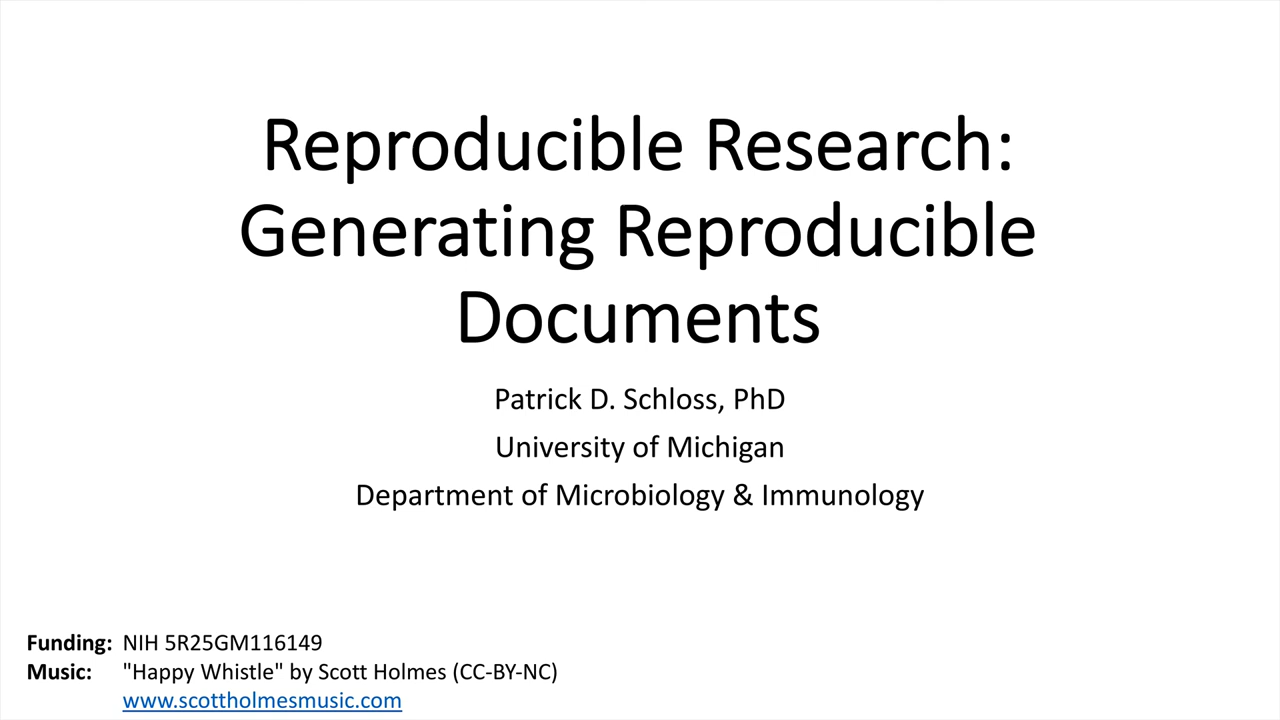 Reproducible Research:
Generating Reproducible
Documents
Patrick D. Schloss, PhD
University of Michigan
Department of Microbiology & Immunology
Funding: NIH 5R25GM116149
Music: "Happy Whistle" by Scott Holmes (CC-BY-NC)
www.scottholmesmusic.com